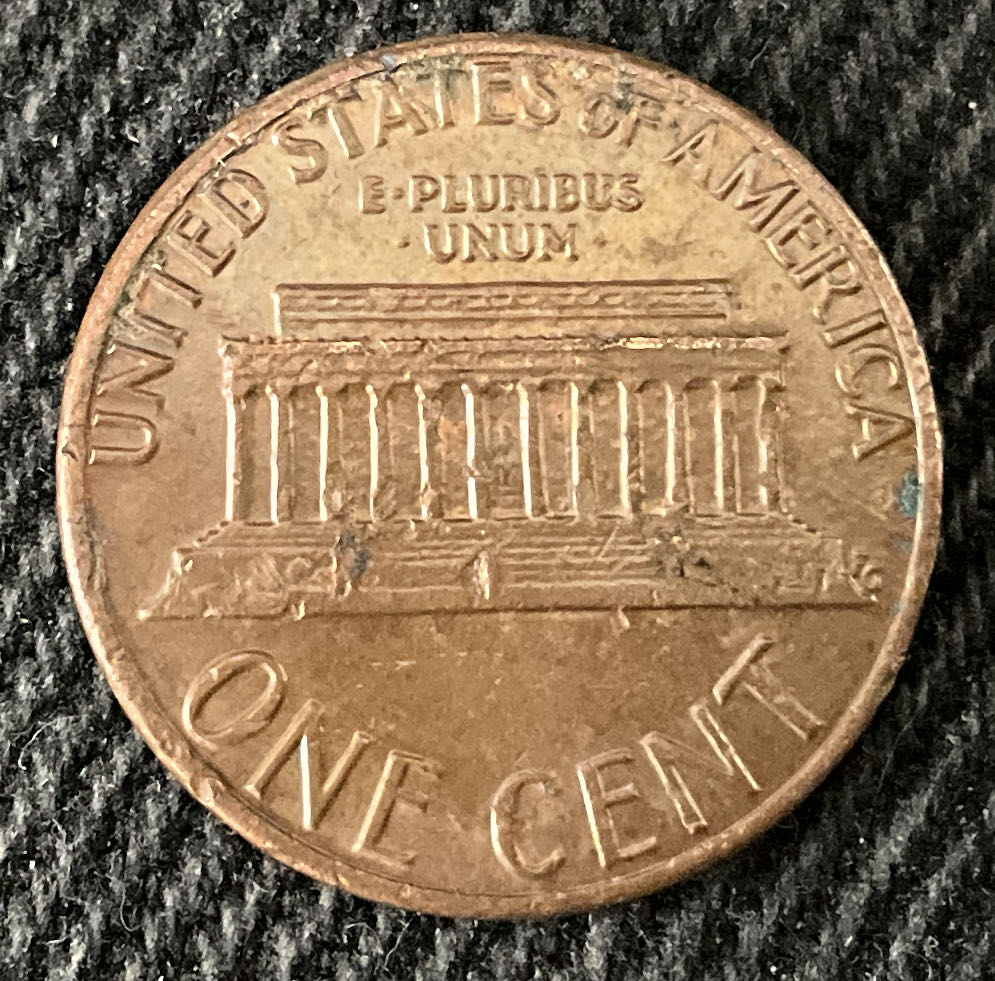 UNITED STATES OF AMERICA
E·PLURIBUS
·UNUM·
ONE CENT